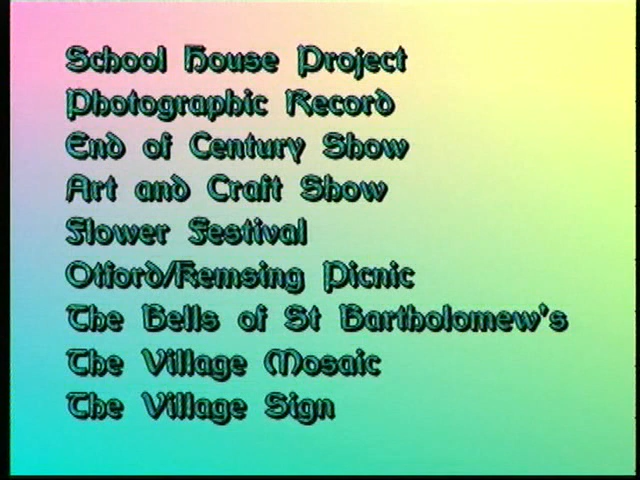 School House Project
Photographic Record
End of Century Show
Art and Craft Show
Flower Festival
Otford/Kemsing Picnic
The Bells of St Bartholomew's
The Village Mosaic
The Village Sign